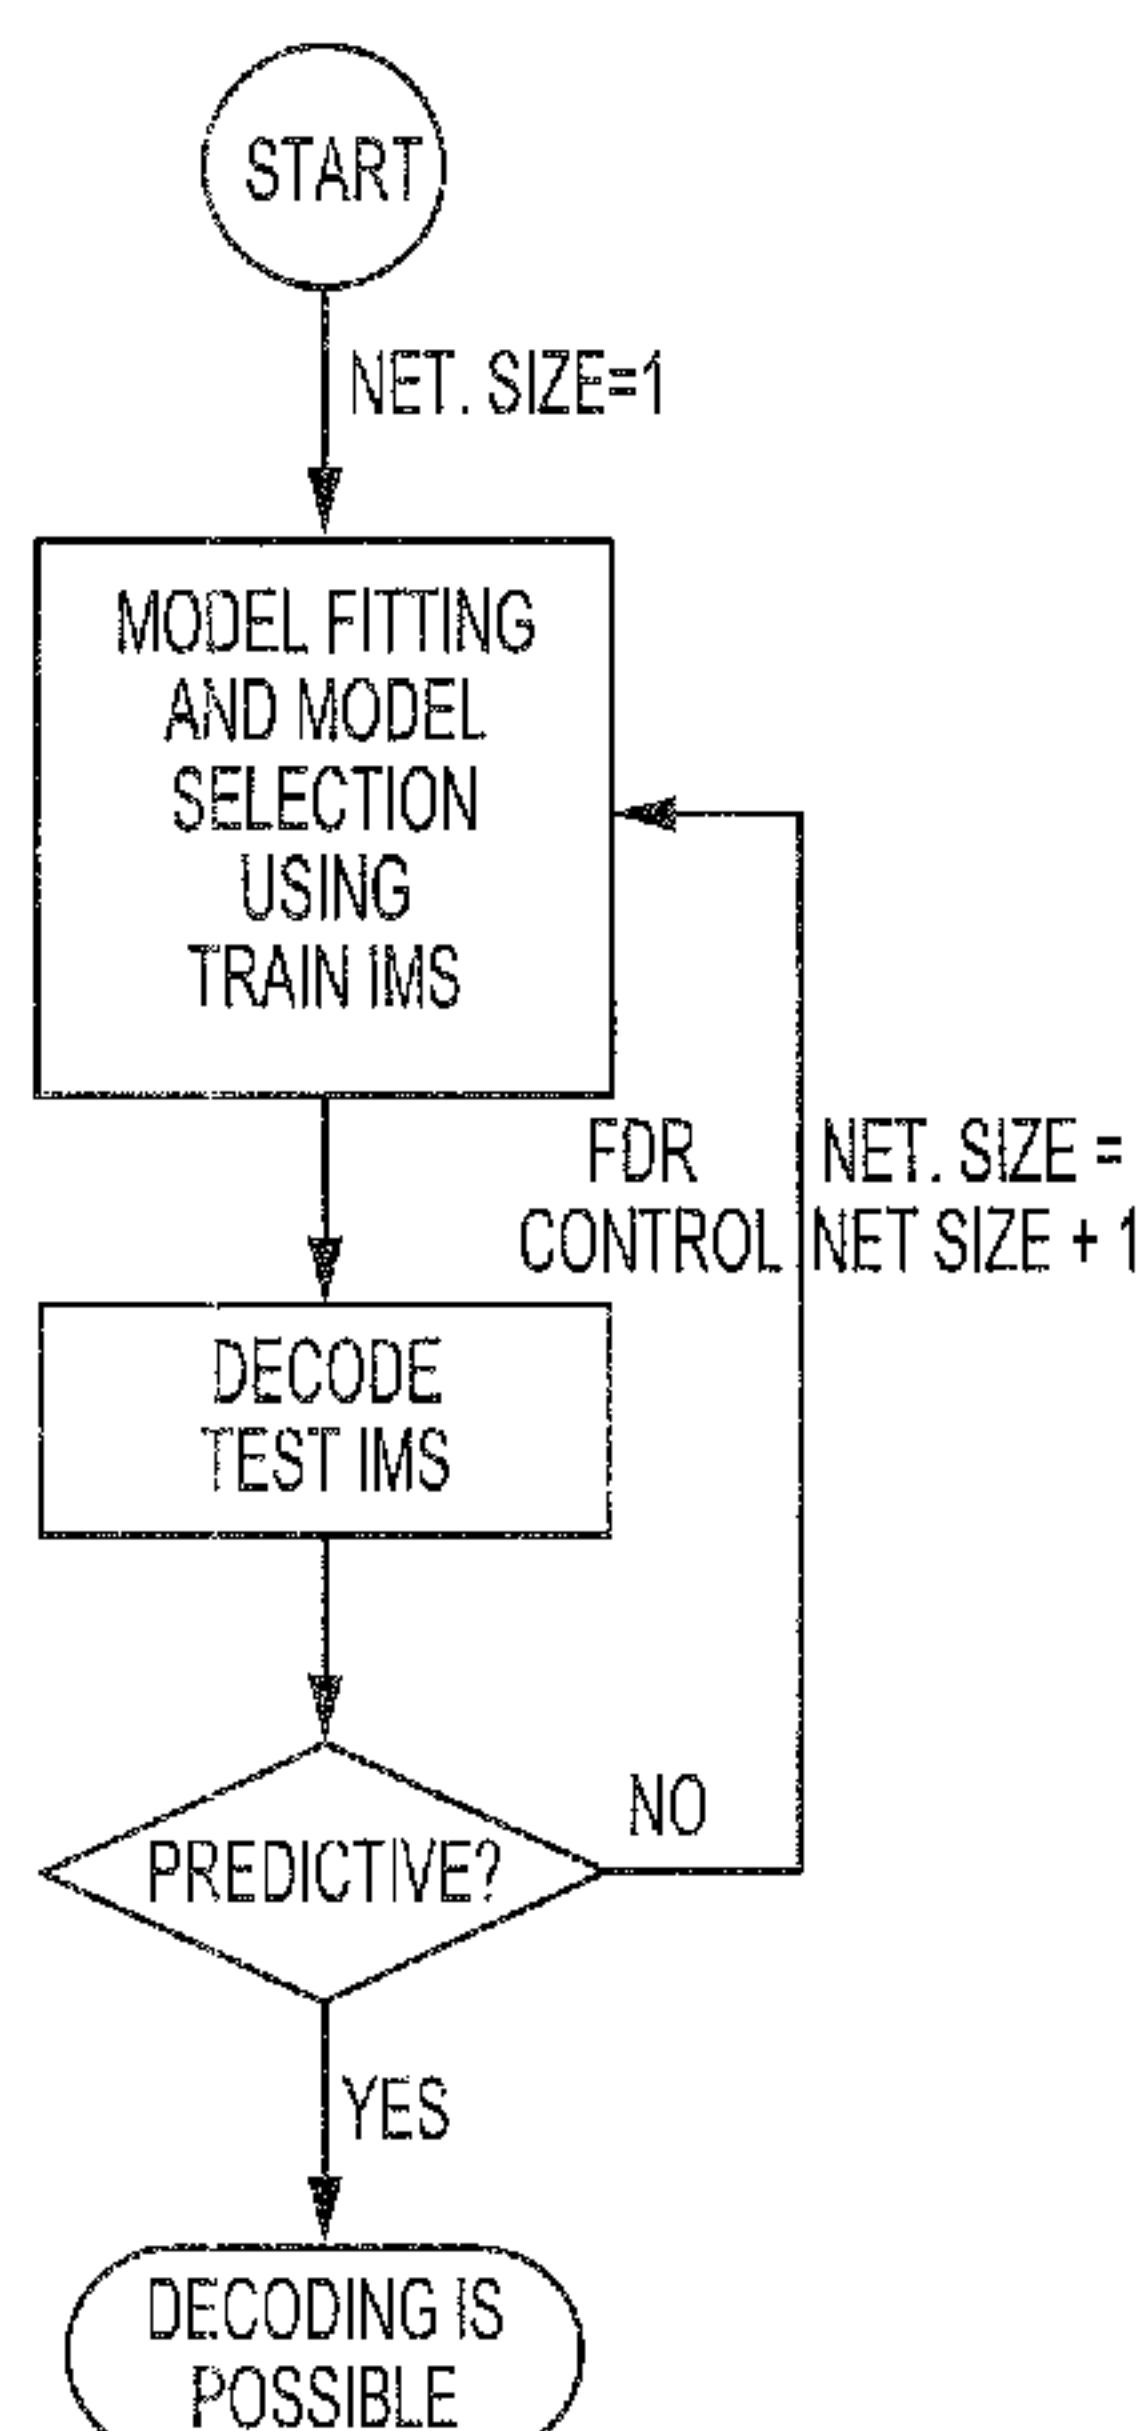 START
NET. SIZE=1
MODEL FITTING
AND MODEL
SELECTION
USING
TRAIN IMS
FDR
CONTROL
NET. SIZE =
NET SIZE + 1
DECODE
TEST IMS
PREDICTIVE?
NO
YES
DECODING IS
POSSIBLE